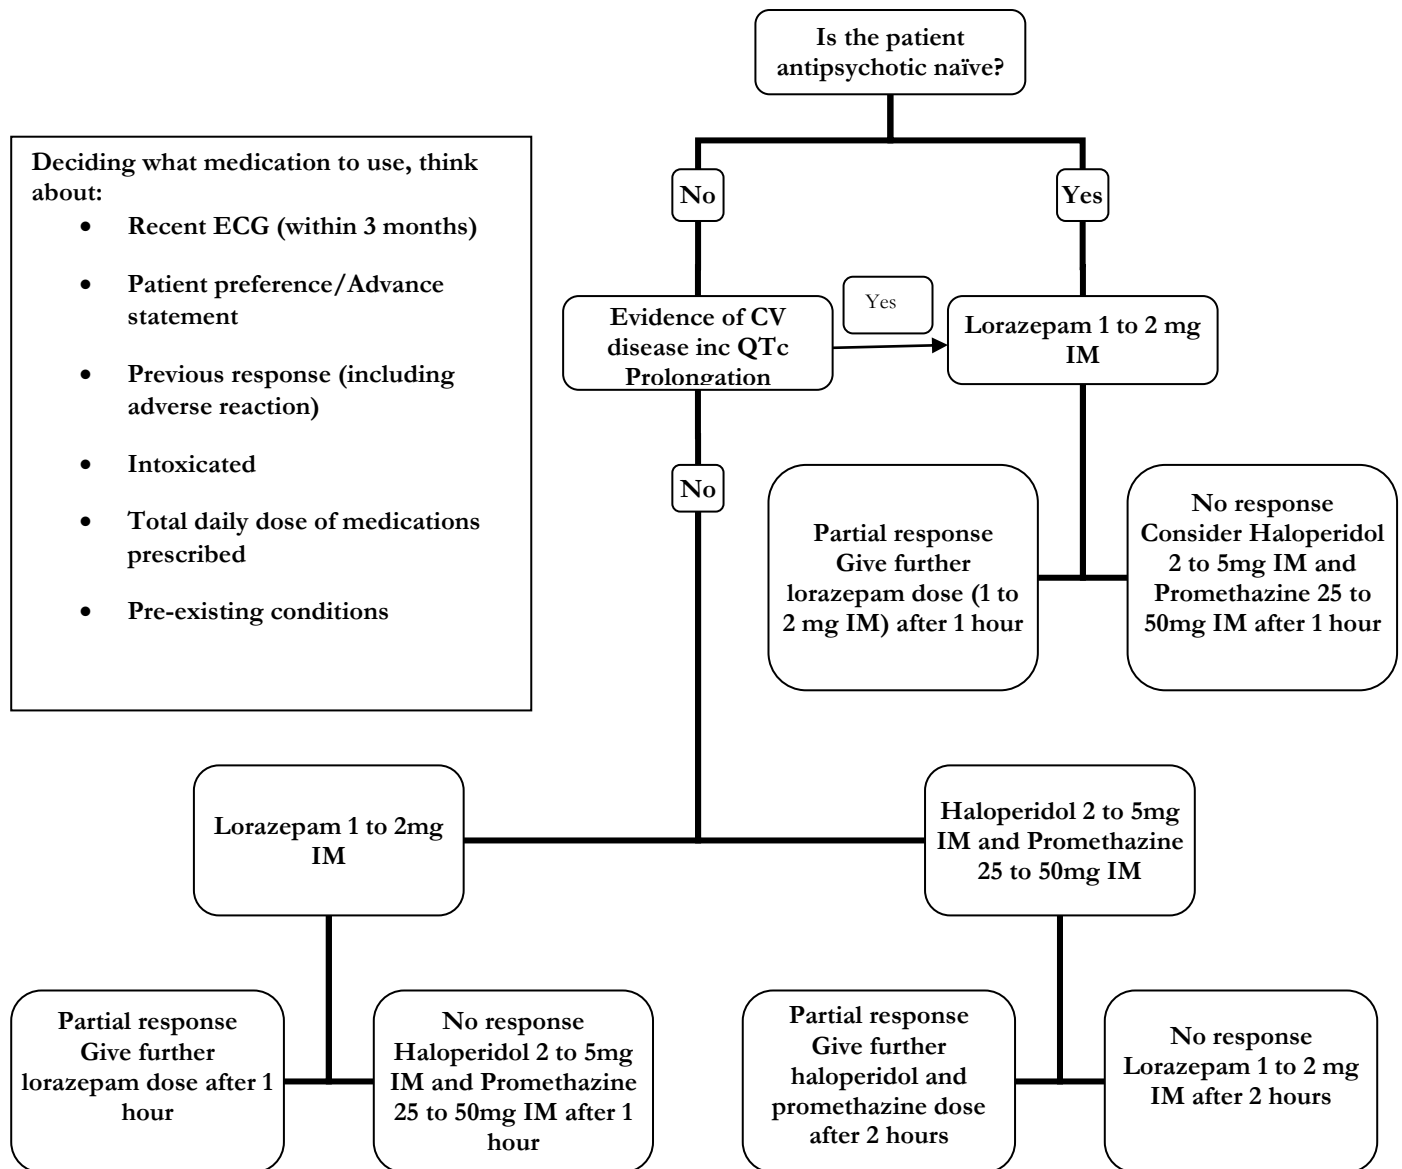 Is the patient
antipsychotic naïve?
Deciding what medication to use, think
about:
• Recent ECG (within 3 months)
• Patient preference/Advance
statement
• Previous response (including
adverse reaction)
• Intoxicated
• Total daily dose of medications
prescribed
• Pre-existing conditions
No
Yes
Evidence of CV
disease inc QTc
Prolongation
Yes
Lorazepam 1 to 2 mg
IM
No
Partial response
Give further
lorazepam dose (1 to
2 mg IM) after 1 hour
No response
Consider Haloperidol
2 to 5mg IM and
Promethazine 25 to
50mg IM after 1 hour
Lorazepam 1 to 2mg
IM
Haloperidol 2 to 5mg
IM and Promethazine
25 to 50mg IM
Partial response
Give further
lorazepam dose after 1
hour
No response
Haloperidol 2 to 5mg
IM and Promethazine
25 to 50mg IM after 1
hour
Partial response
Give further
haloperidol and
promethazine dose
after 2 hours
No response
Lorazepam 1 to 2 mg
IM after 2 hours